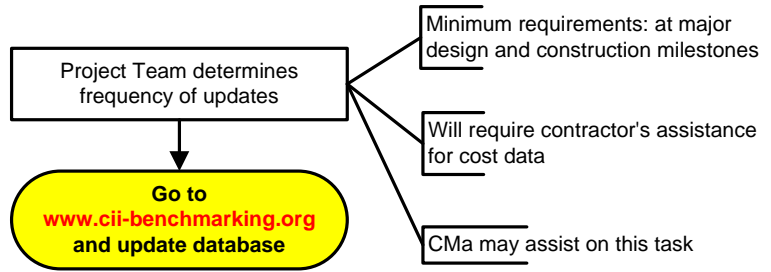 Project Team determines
frequency of updates
Go to
www.cii-benchmarking.org
and update database
Minimum requirements: at major
design and construction milestones
Will require contractor's assistance
for cost data
CMa may assist on this task